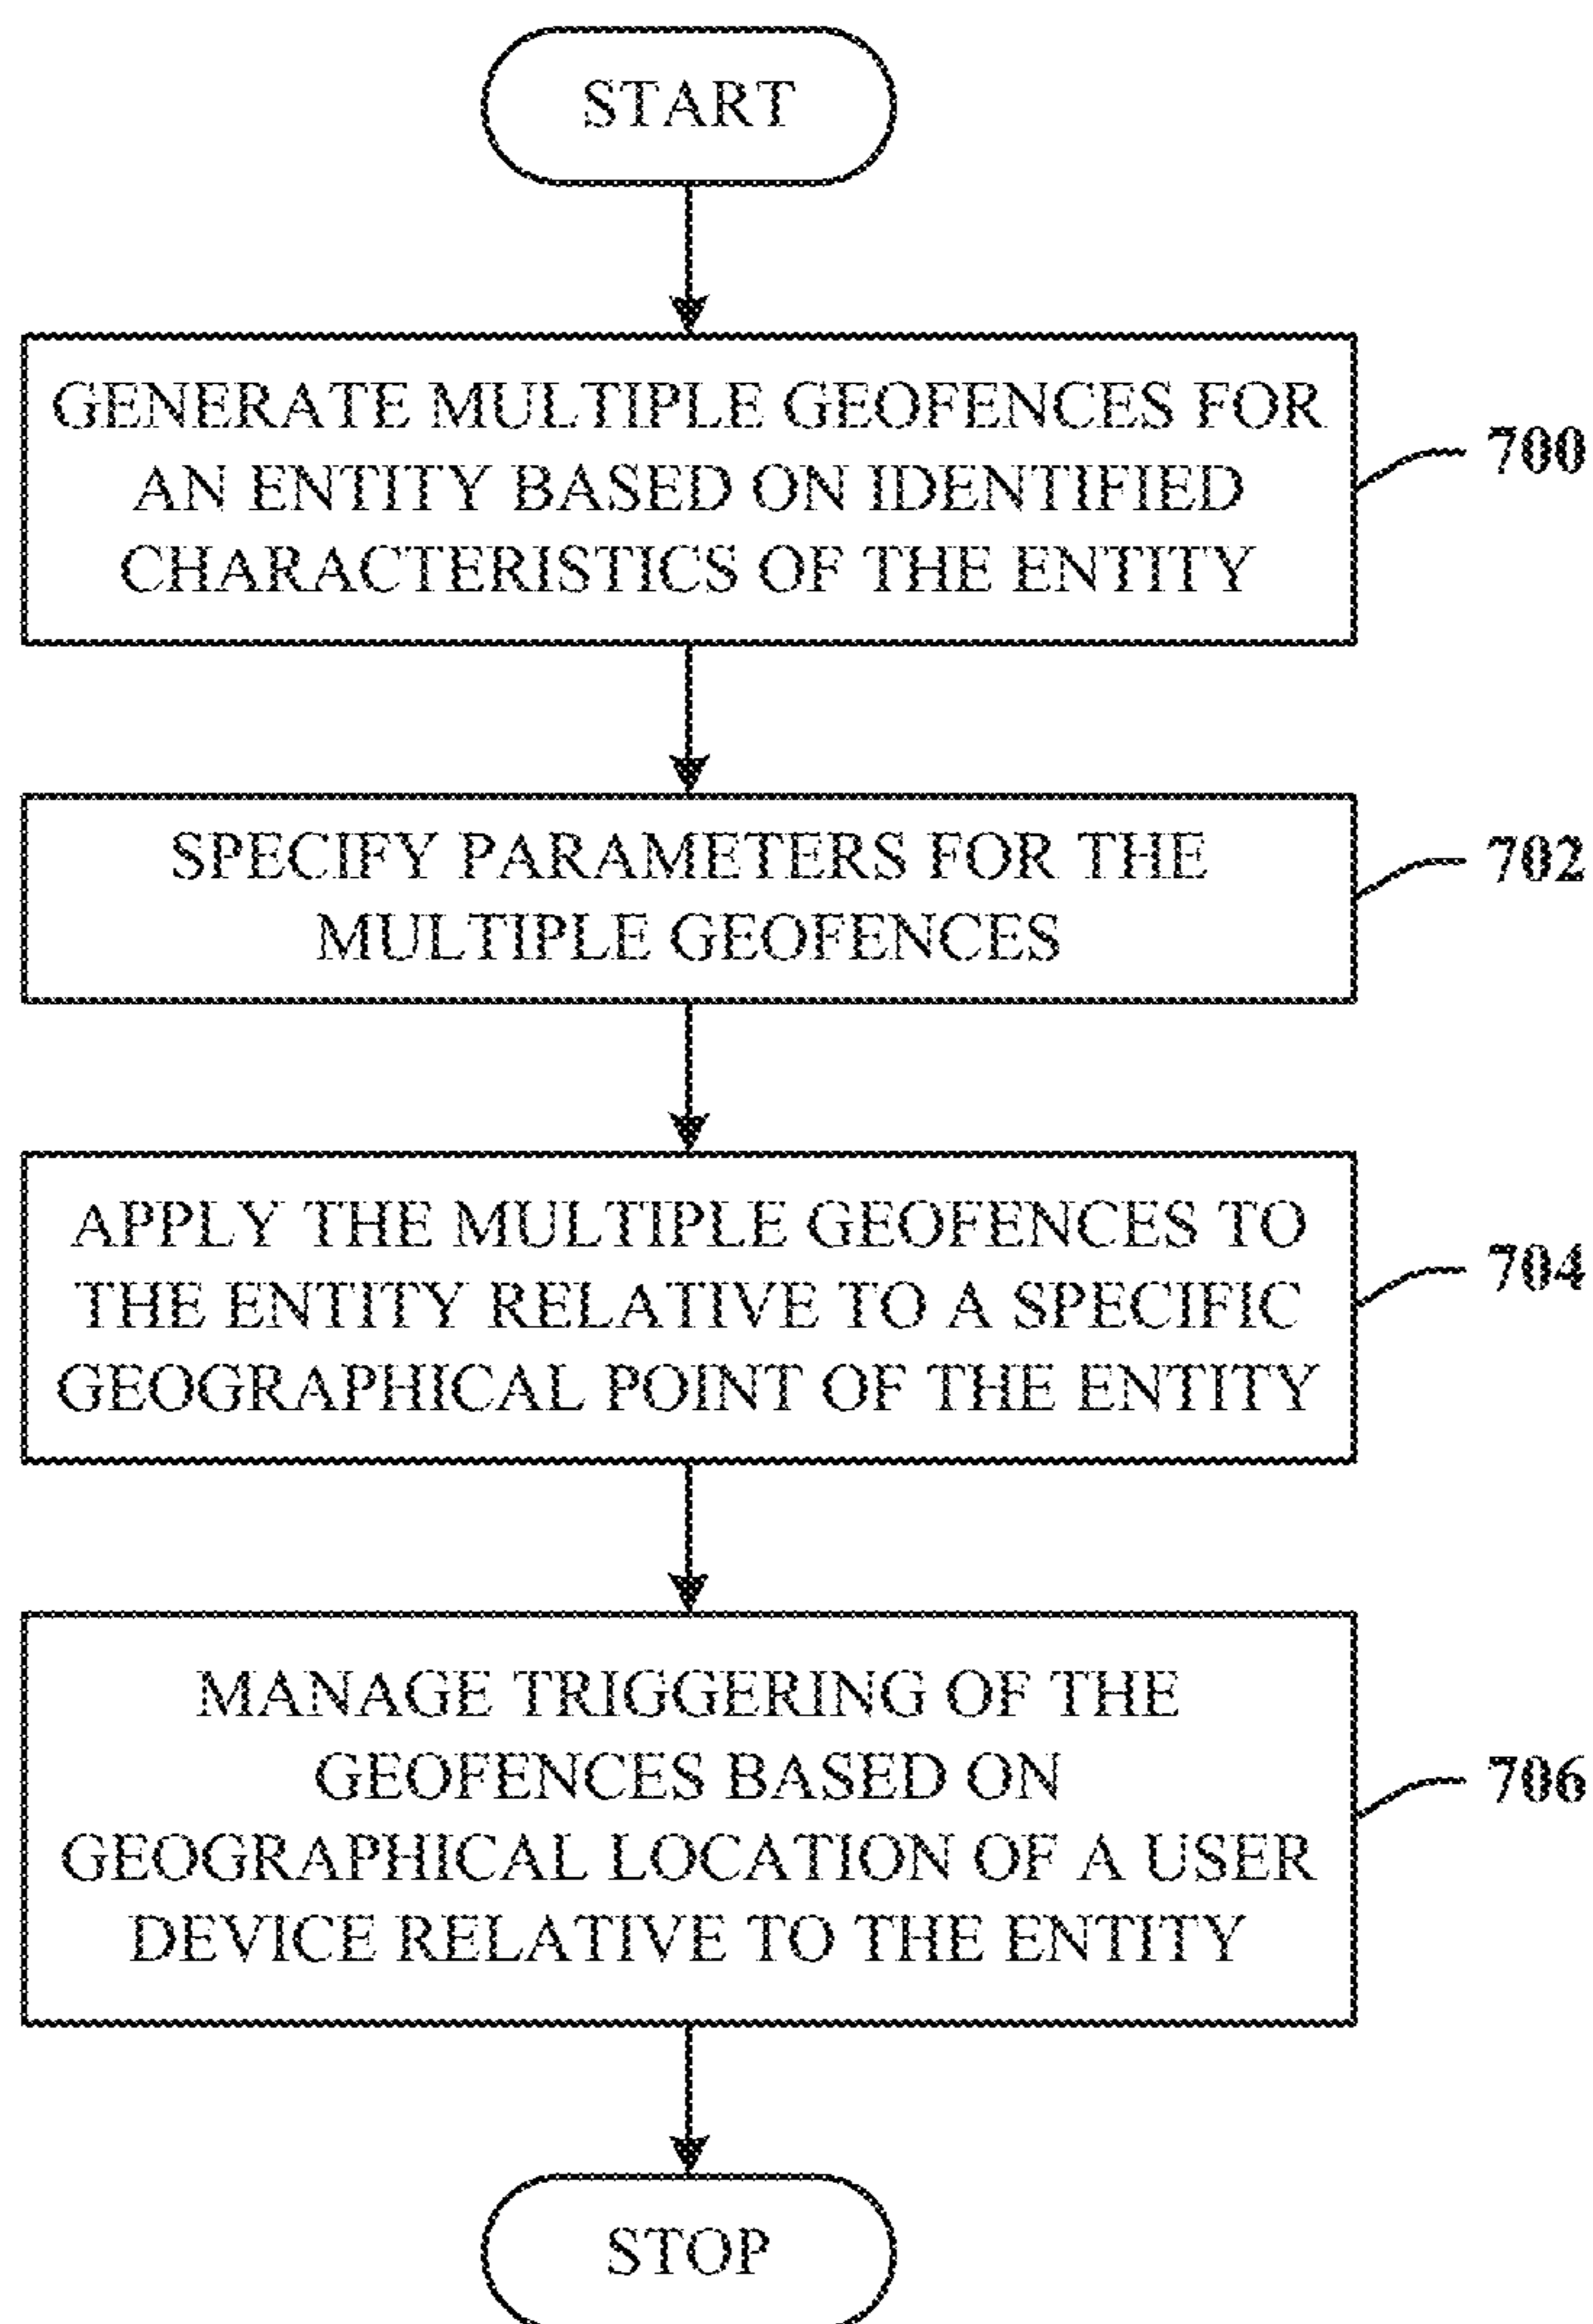 START
GENERATE MULTIPLE GEOFENCES FOR
AN ENTITY BASED ON IDENTIFIED
CHARACTERISTICS OF THE ENTITY
700
SPECIFY PARAMETERS FOR THE
MULTIPLE GEOFENCES
702
APPLY THE MULTIPLE GEOFENCES TO
THE ENTITY RELATIVE TO A SPECIFIC
GEOGRAPHICAL POINT OF THE ENTITY
704
MANAGE TRIGGERING OF THE
GEOFENCES BASED ON
GEOGRAPHICAL LOCATION OF A USER
DEVICE RELATIVE TO THE ENTITY
706
STOP